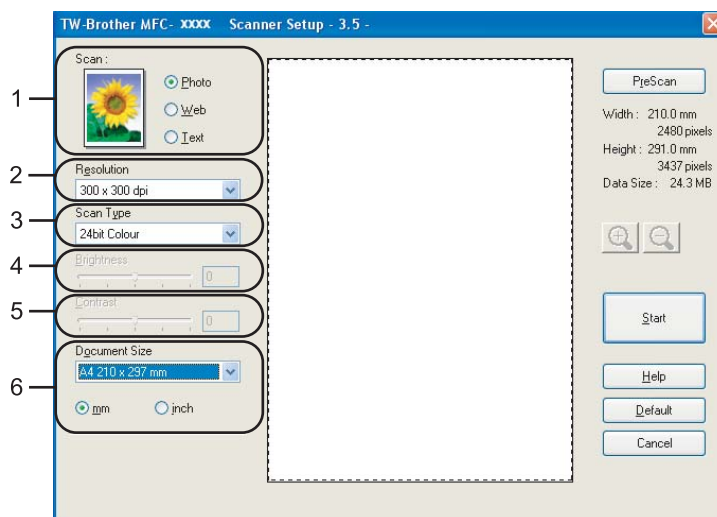 TW-Brother MFC- xxxx Scanner Setup - 3.5 -
1
Scan :
Photo
Web
Text
2
Resolution
300 x 300 dpi
3
Scan Type
24bit Colour
4
Brightness
0
5
Contrast
0
6
Document Size
A4 210 x 297 mm
mm
inch
PreScan
Width : 210.0 mm
2480 pixels
Height : 291.0 mm
3437 pixels
Data Size : 24.3 MB
Start
Help
Default
Cancel